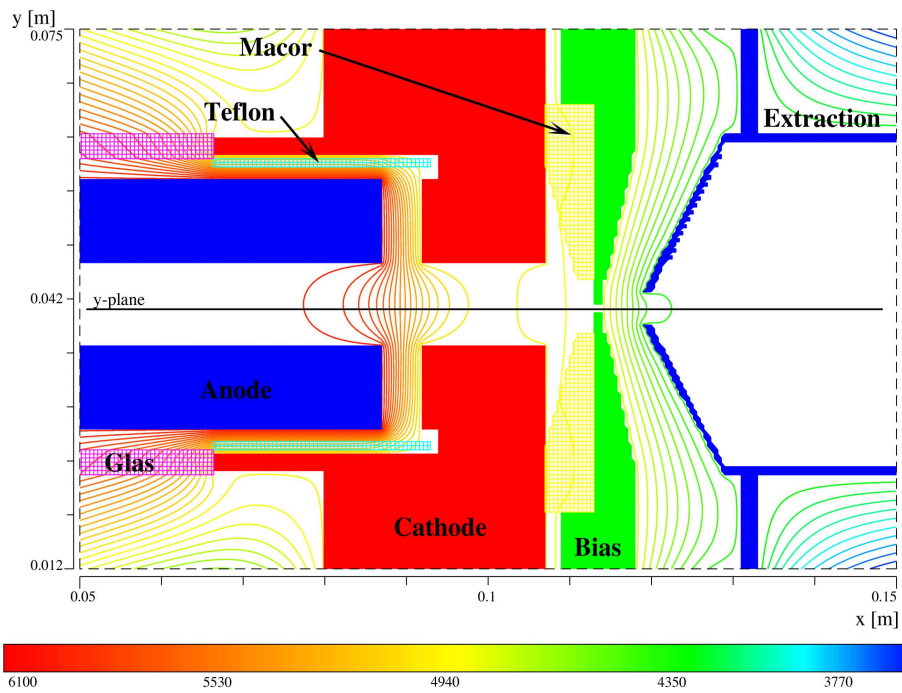 y [m]
0.075
Macor
Teflon
Extraction
0.042
y-plane
Anode
Glas
Cathode
Bias
0.012
0.05
0.1
0.15
x [m]
6100
5530
4940
4350
3770